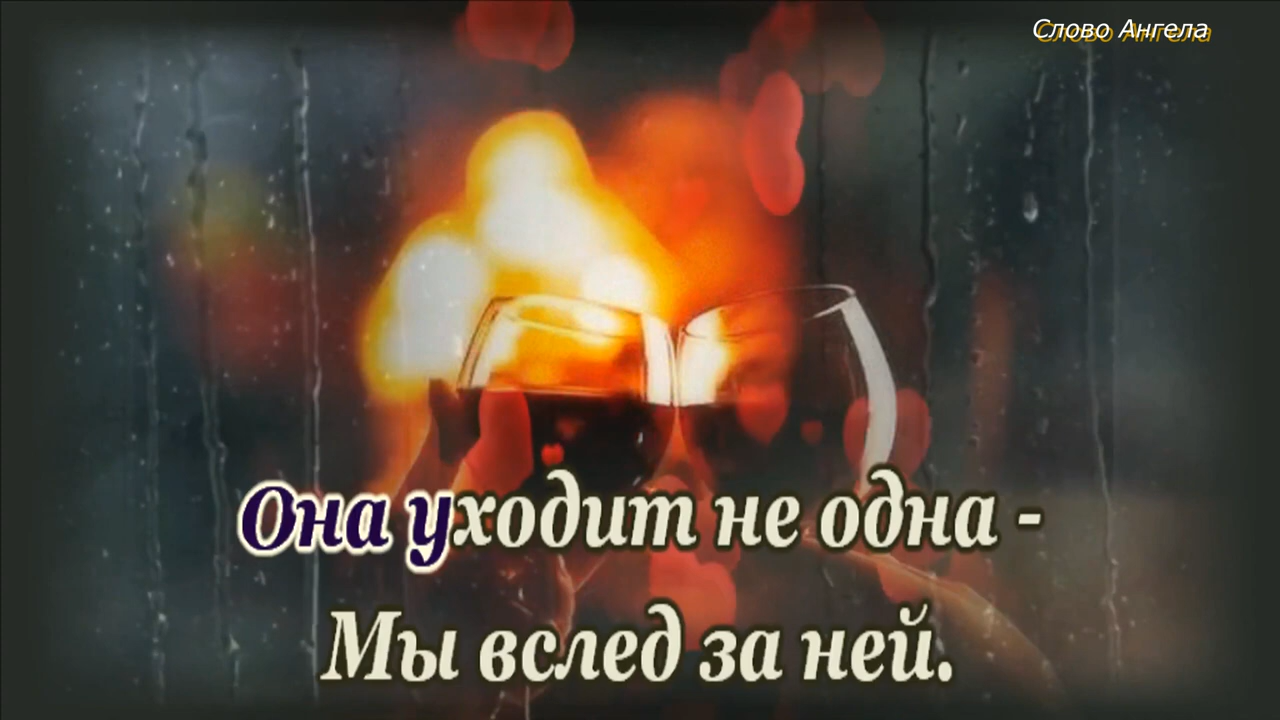 Слово Ангела
Она уходит не одна -
Мы вслед за ней.